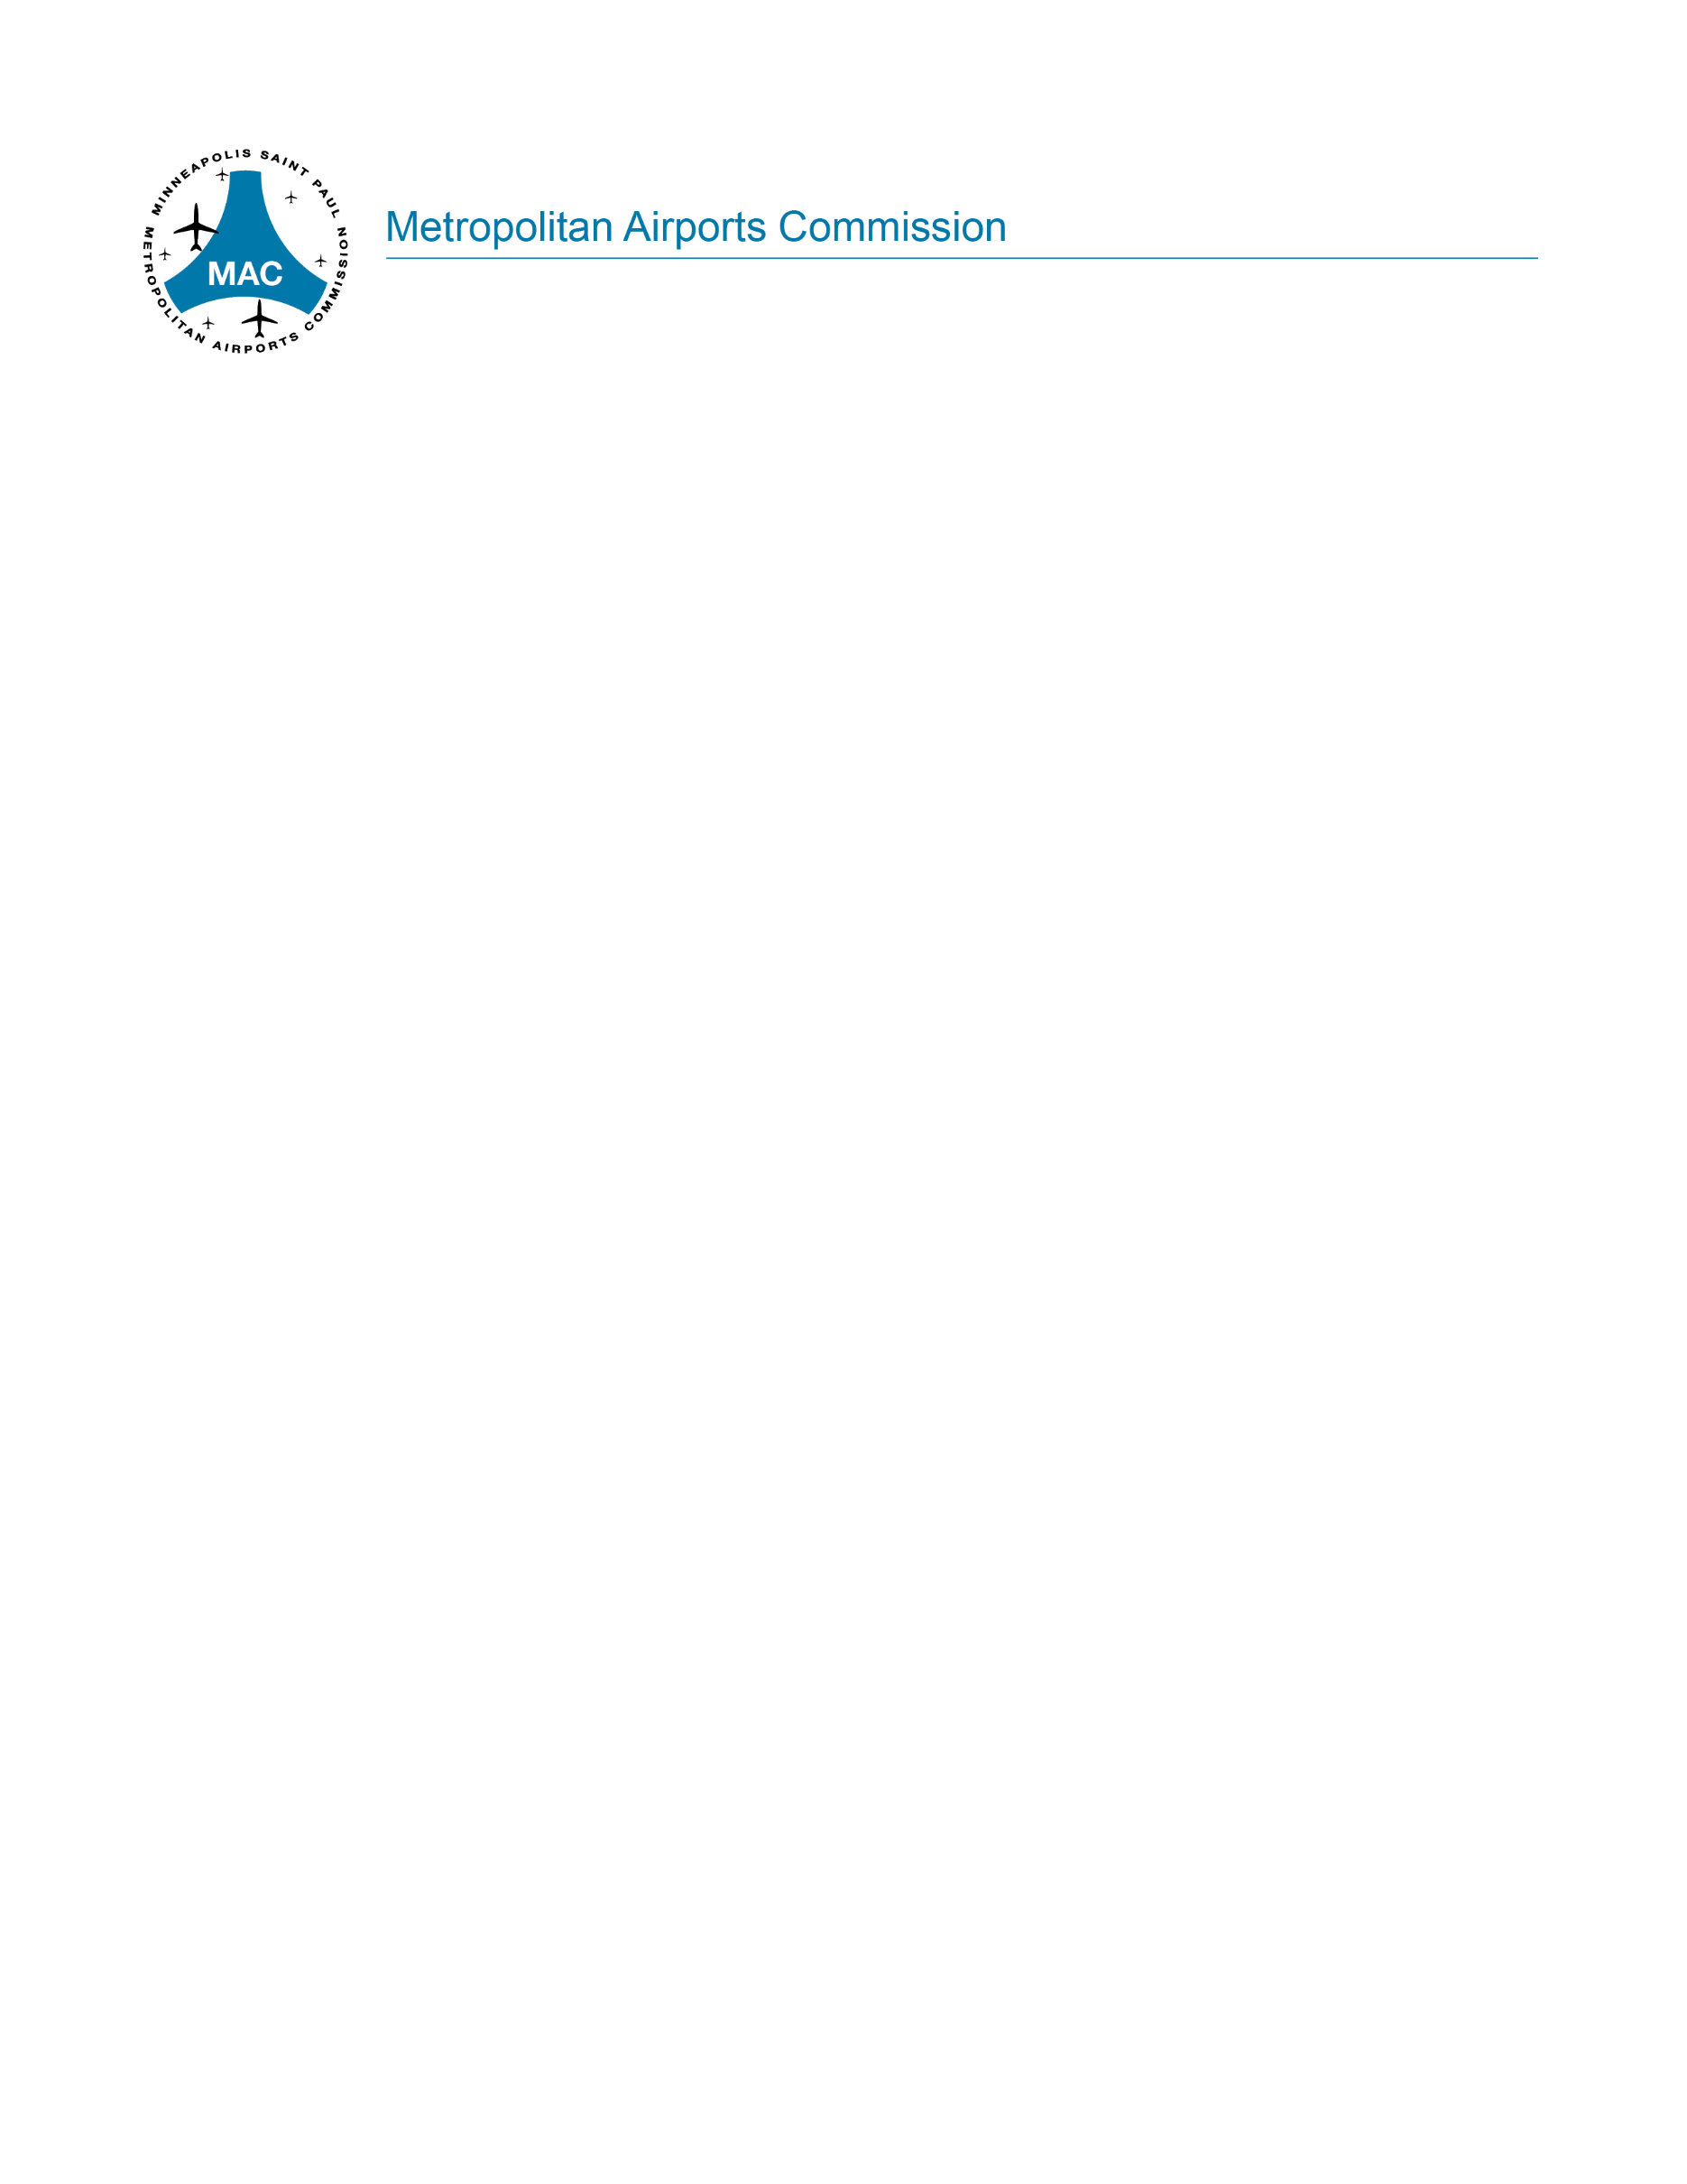 MINNEAPOLIS SAINT PAUL
METROPOLITAN AIRPORTS COMMISSION
MAC
Metropolitan Airports Commission